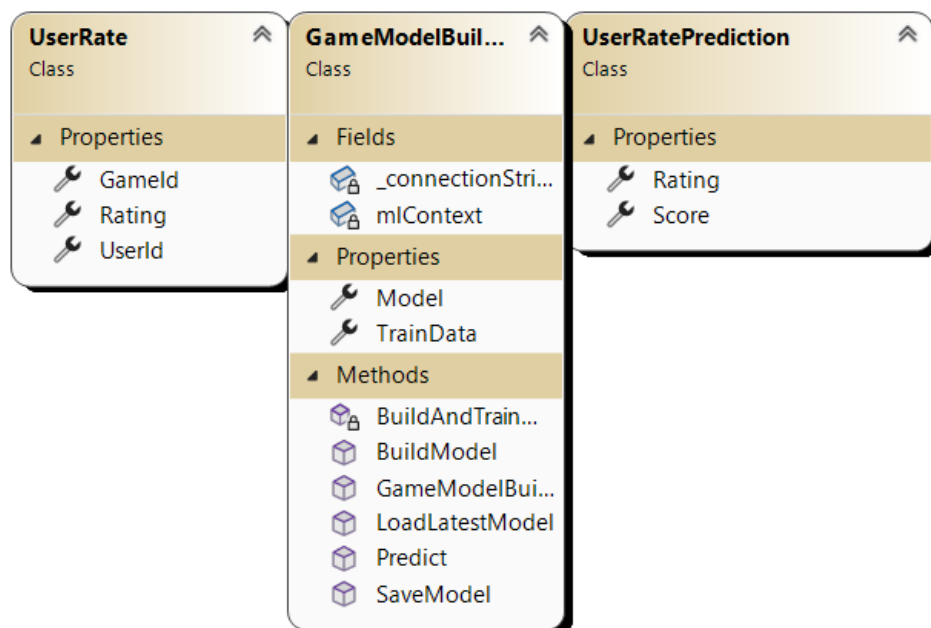 UserRate
Class
Properties
GameId
Rating
UserId
GameModelBuil...
Class
Fields
_connectionStri...
mlContext
Properties
Model
TrainData
Methods
BuildAndTrain...
BuildModel
GameModelBui...
LoadLatestModel
Predict
SaveModel
UserRatePrediction
Class
Properties
Rating
Score